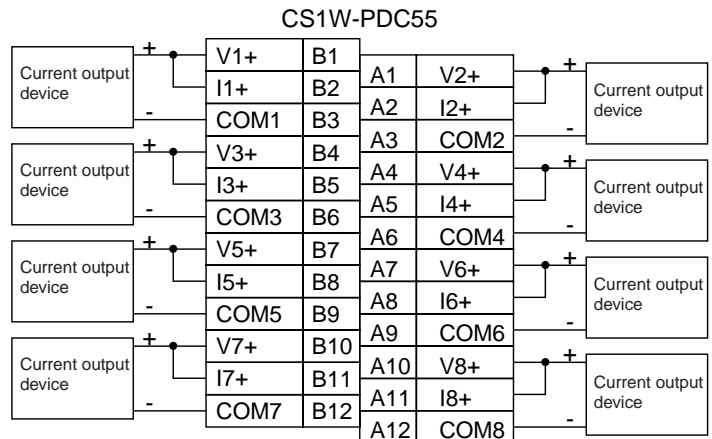 CS1W-PDC55
+ V1+ B1
Current output device
I1+ B2
- COM1 B3
A1 V2+ +
Current output device
A2 I2+
A3 COM2 -
+ V3+ B4
Current output device
I3+ B5
- COM3 B6
A4 V4+ +
Current output device
A5 I4+
A6 COM4 -
+ V5+ B7
Current output device
I5+ B8
- COM5 B9
A7 V6+ +
Current output device
A8 I6+
A9 COM6 -
+ V7+ B10
Current output device
I7+ B11
- COM7 B12
A10 V8+ +
Current output device
A11 I8+
A12 COM8 -